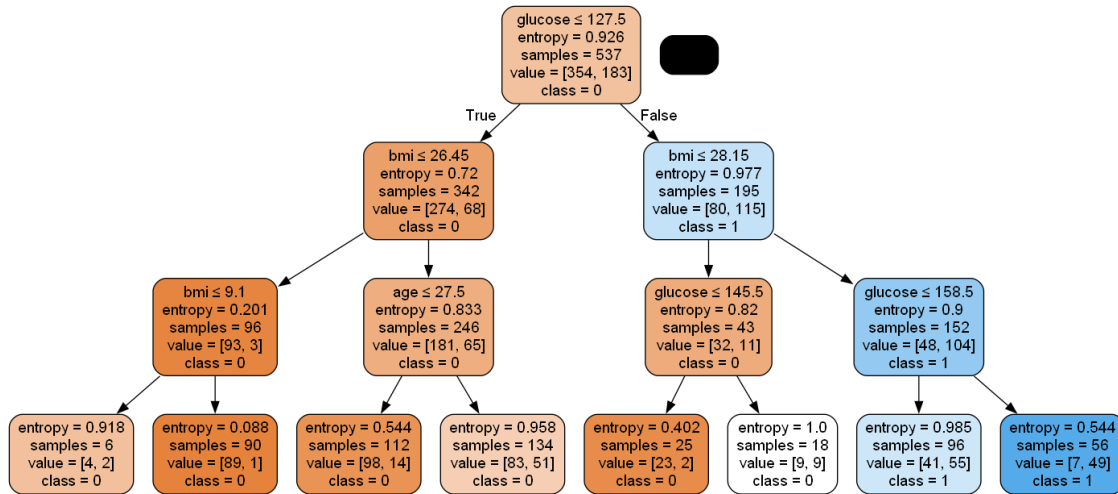 glucose ≤ 127.5
entropy = 0.926
samples = 537
value = [354, 183]
class = 0
True
False
bmi ≤ 26.45
entropy = 0.72
samples = 342
value = [274, 68]
class = 0
bmi ≤ 28.15
entropy = 0.977
samples = 195
value = [80, 115]
class = 1
bmi ≤ 9.1
entropy = 0.201
samples = 96
value = [93, 3]
class = 0
age ≤ 27.5
entropy = 0.833
samples = 246
value = [181, 65]
class = 0
glucose ≤ 145.5
entropy = 0.82
samples = 43
value = [32, 11]
class = 0
glucose ≤ 158.5
entropy = 0.9
samples = 152
value = [48, 104]
class = 1
entropy = 0.918
samples = 6
value = [4, 2]
class = 0
entropy = 0.088
samples = 90
value = [89, 1]
class = 0
entropy = 0.544
samples = 112
value = [98, 14]
class = 0
entropy = 0.958
samples = 134
value = [83, 51]
class = 0
entropy = 0.402
samples = 25
value = [23, 2]
class = 0
entropy = 1.0
samples = 18
value = [9, 9]
class = 0
entropy = 0.985
samples = 96
value = [41, 55]
class = 1
entropy = 0.544
samples = 56
value = [7, 49]
class = 1